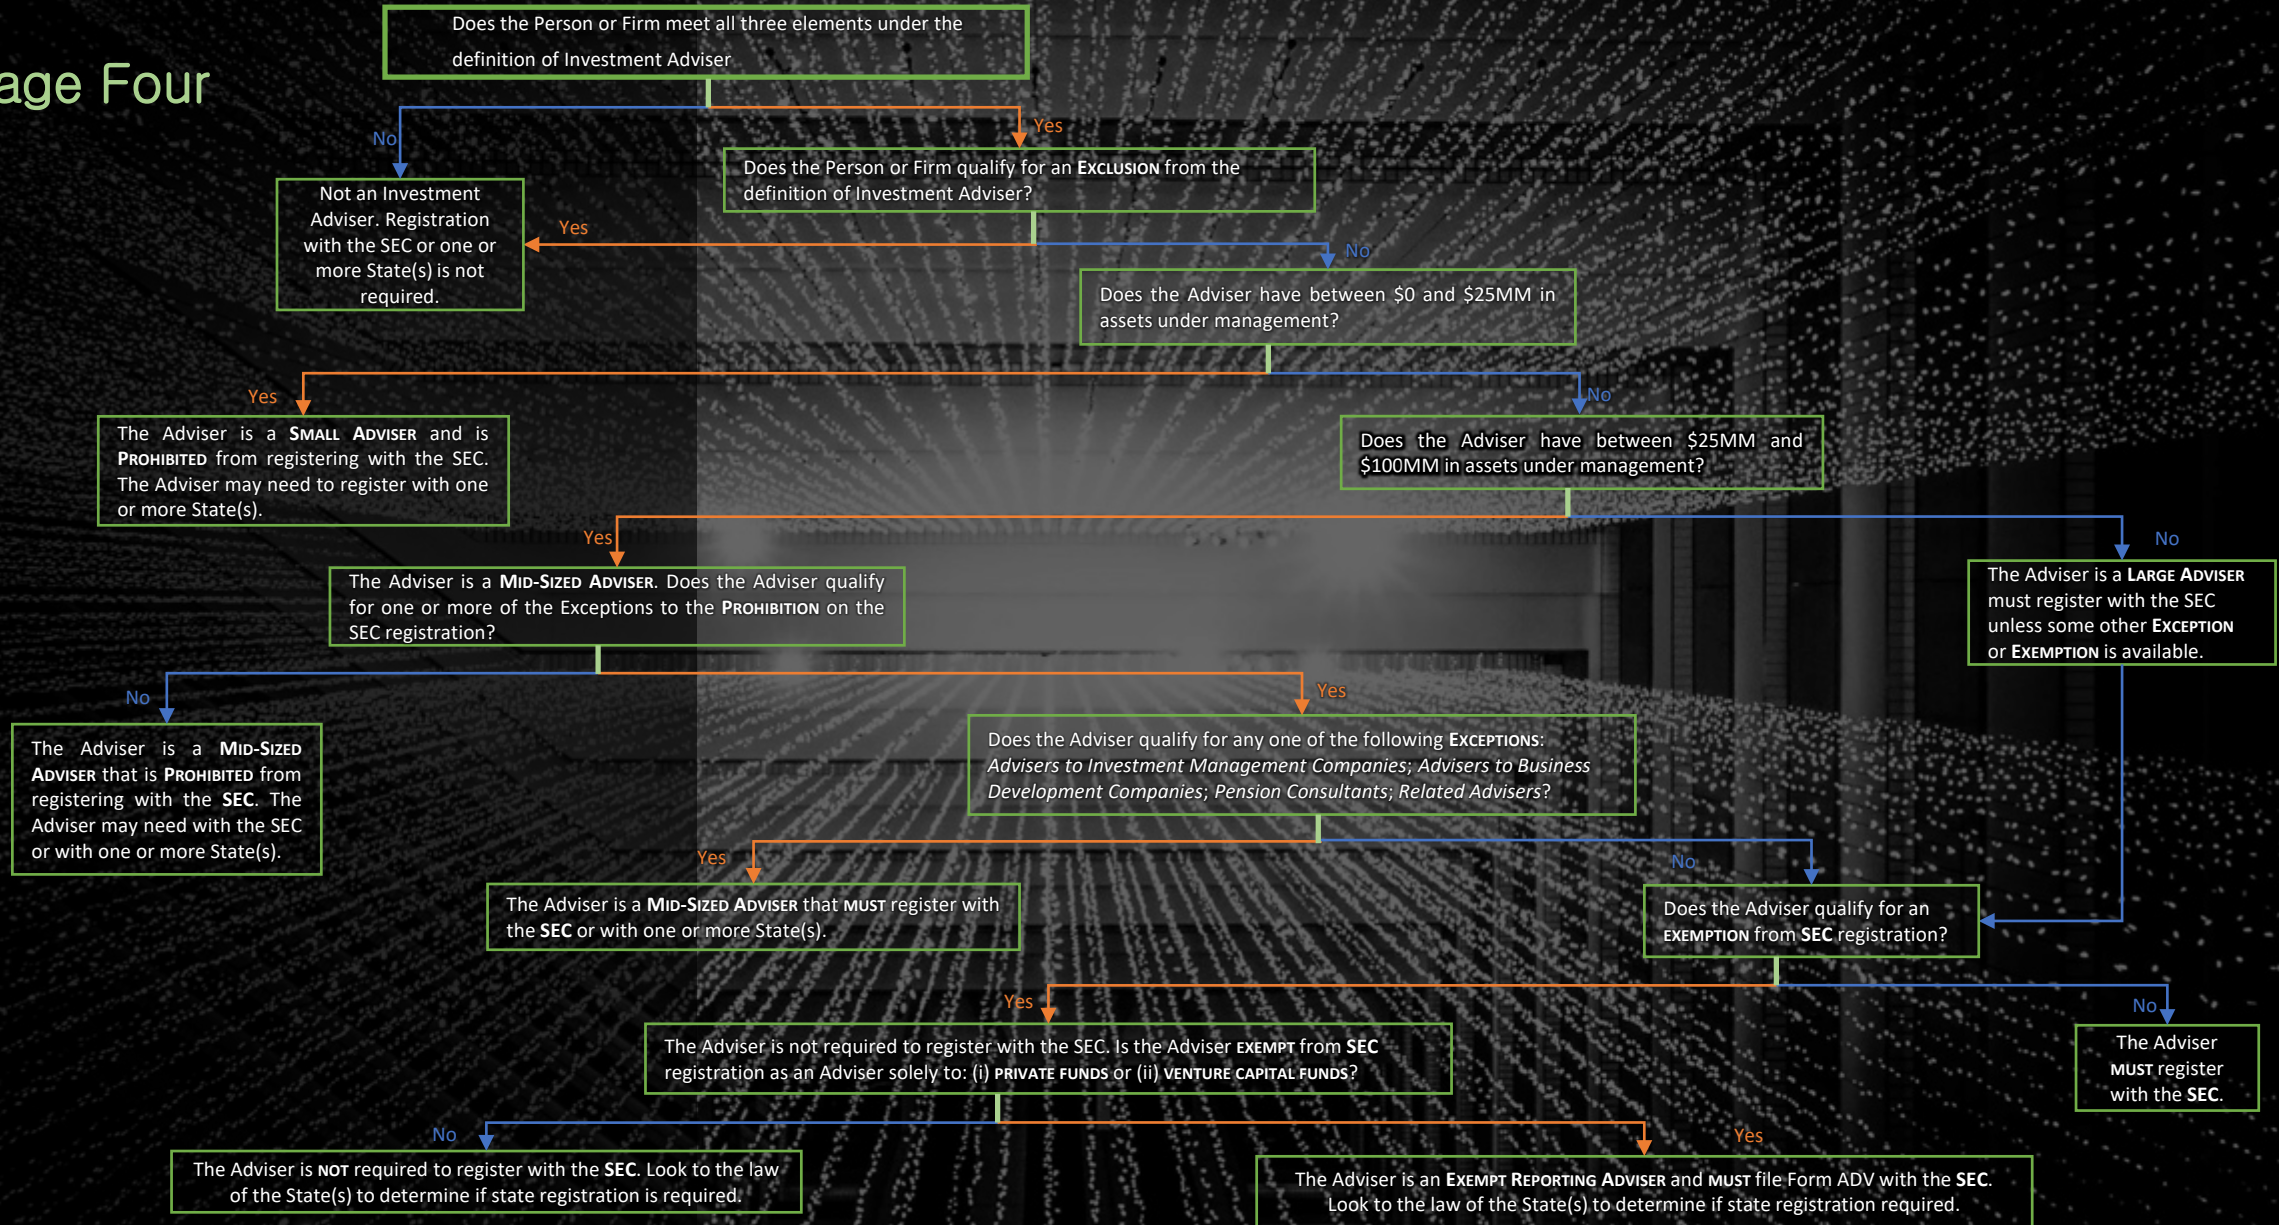 Does the Person or Firm meet all three elements under the
definition of Investment Adviser
age Four
No
Yes
Does the Person or Firm qualify for an EXCLUSION from the
definition of Investment Adviser?
Not an Investment
Adviser. Registration
with the SEC or one or
more State(s) is not
required.
Yes
No
Does the Adviser have between $0 and $25MM in
assets under management?
Yes
No
The Adviser is a SMALL ADVISER and is
PROHIBITED from registering with the SEC.
The Adviser may need to register with one
or more State(s).
Does the Adviser have between $25MM and
$100MM in assets under management?
Yes
No
The Adviser is a MID-SIZED ADVISER. Does the Adviser qualify
for one or more of the Exceptions to the PROHIBITION on the
SEC registration?
The Adviser is a LARGE ADVISER
must register with the SEC
unless some other EXCEPTION
or EXEMPTION is available.
No
Yes
The Adviser is a MID-SIZED
ADVISER that is PROHIBITED from
registering with the SEC. The
Adviser may need with the SEC
or with one or more State(s).
Does the Adviser qualify for any one of the following EXCEPTIONS:
Advisers to Investment Management Companies; Advisers to Business
Development Companies; Pension Consultants; Related Advisers?
Yes
No
The Adviser is a MID-SIZED ADVISER that MUST register with
the SEC or with one or more State(s).
Does the Adviser qualify for an
EXEMPTION from SEC registration?
Yes
No
The Adviser is not required to register with the SEC. Is the Adviser EXEMPT from SEC
registration as an Adviser solely to: (i) PRIVATE FUNDS or (ii) VENTURE CAPITAL FUNDS?
The Adviser
MUST register
with the SEC.
No
Yes
The Adviser is NOT required to register with the SEC. Look to the law
of the State(s) to determine if state registration is required.
The Adviser is an EXEMPT REPORTING ADVISER and MUST file Form ADV with the SEC.
Look to the law of the State(s) to determine if state registration required.